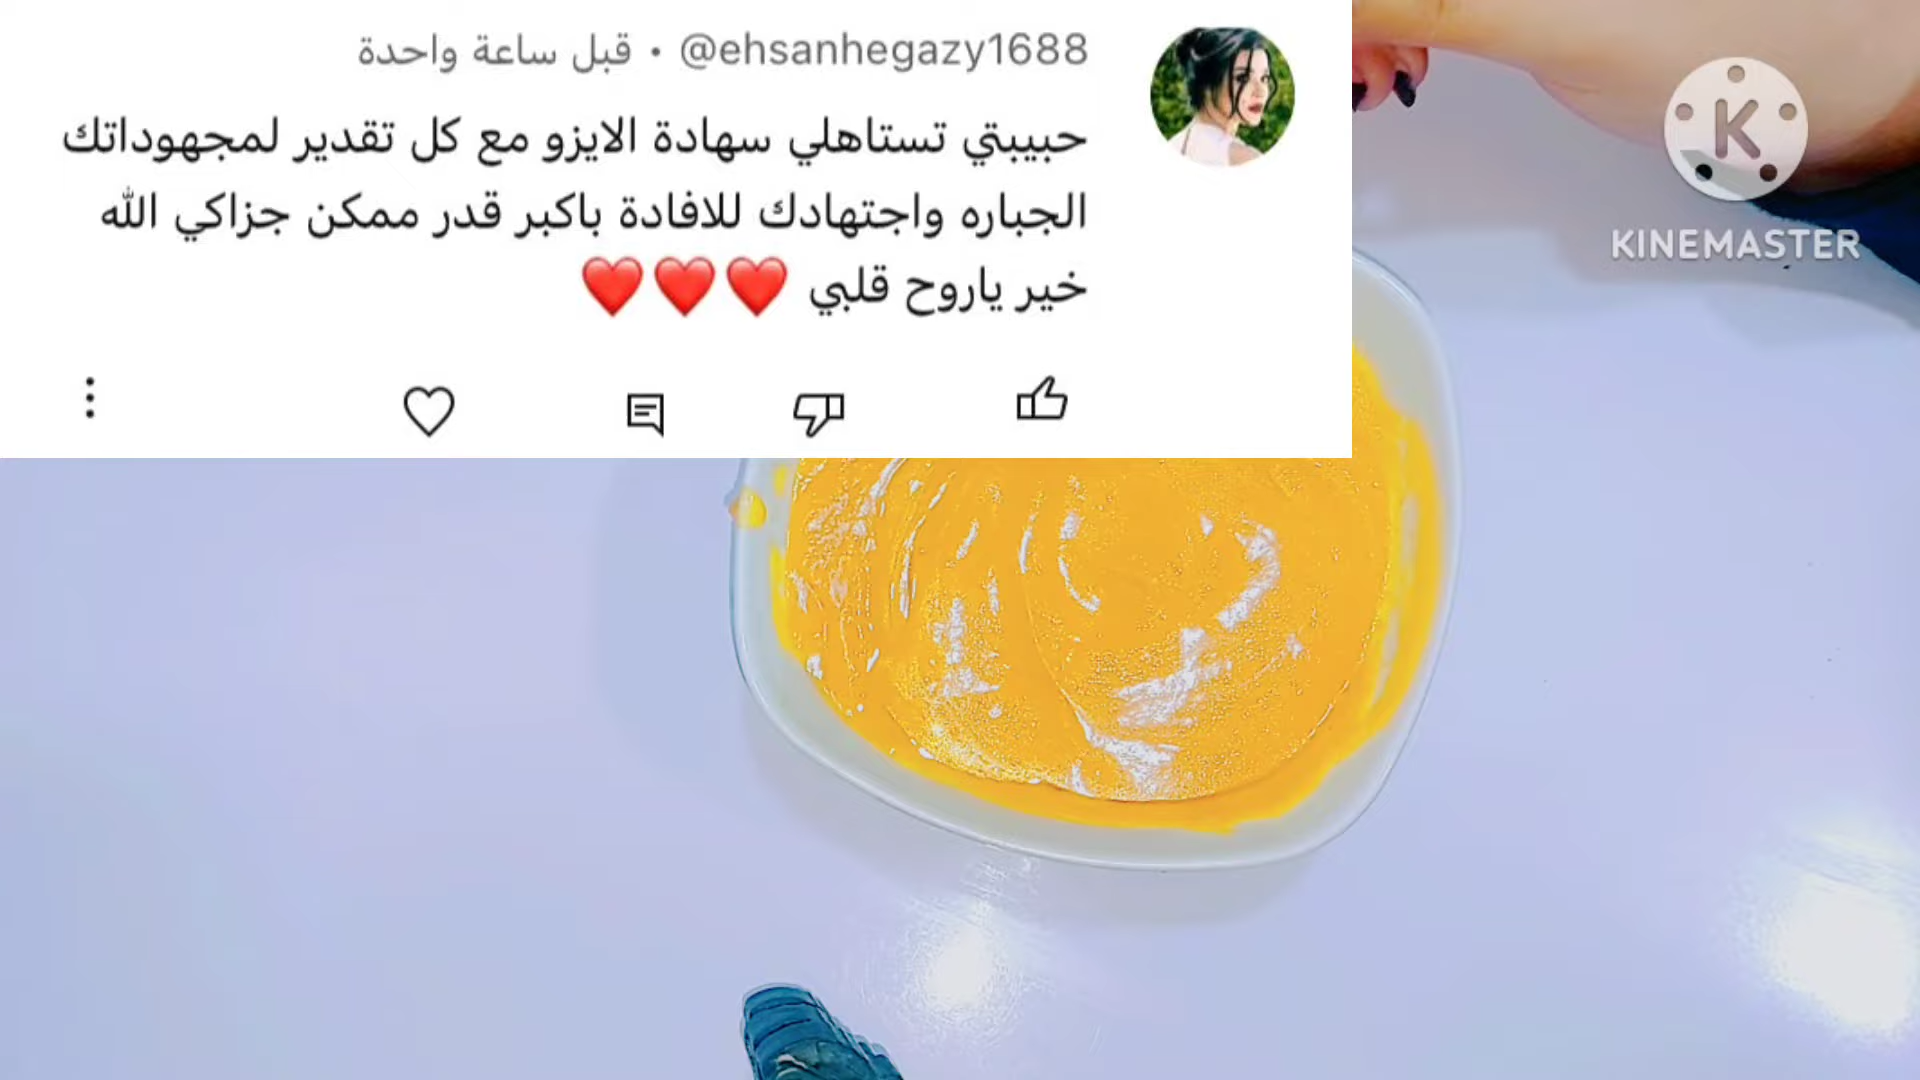 @ehsanhegazy1688 • قبل ساعة واحدة
حبيبتي تستاهلي سهادة الايزو مع كل تقدير لمجهوداتك
الجباره واجتهادك للافادة باكبر قدر ممكن جزاكي الله
خير ياروح قلبي ❤️❤️❤️
K
KINEMASTER